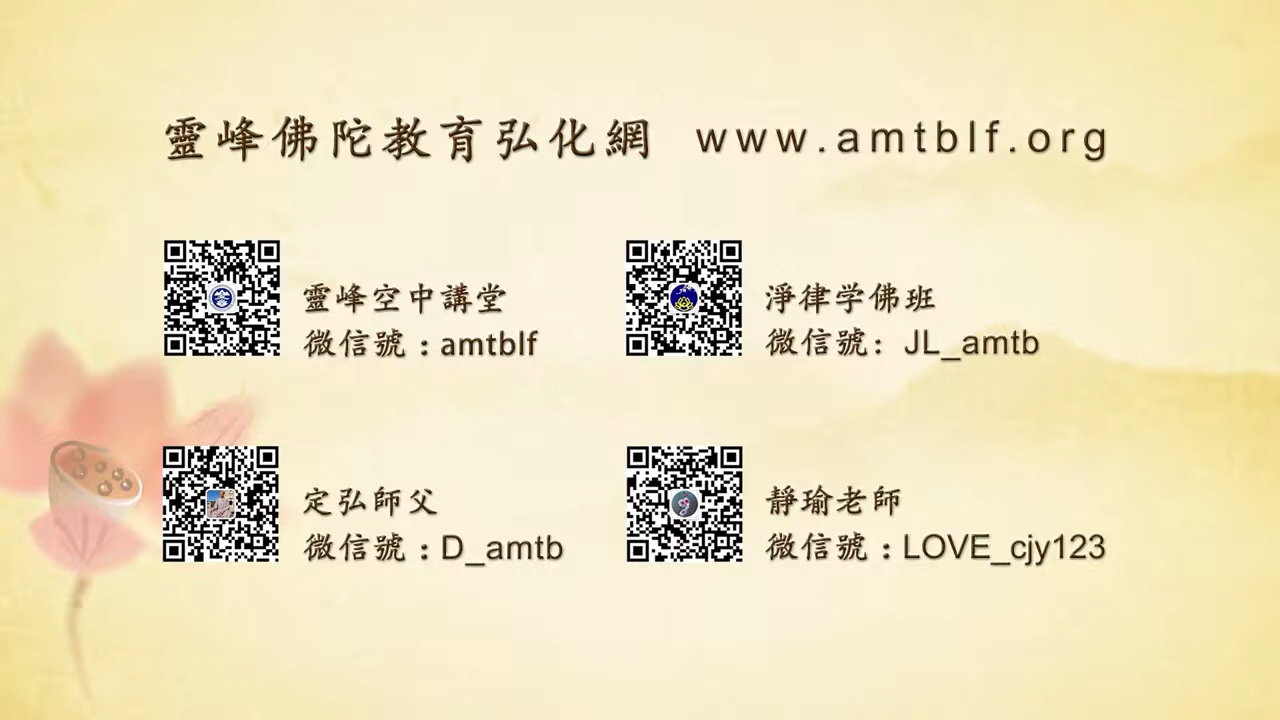 靈峰佛陀教育弘化網 www.amtblf.org
靈峰空中講堂
微信號：amtblf
淨律学佛班
微信號：JL_amtb
定弘師父
微信號：D_amtb
靜瑜老師
微信號：LOVE_cjy123